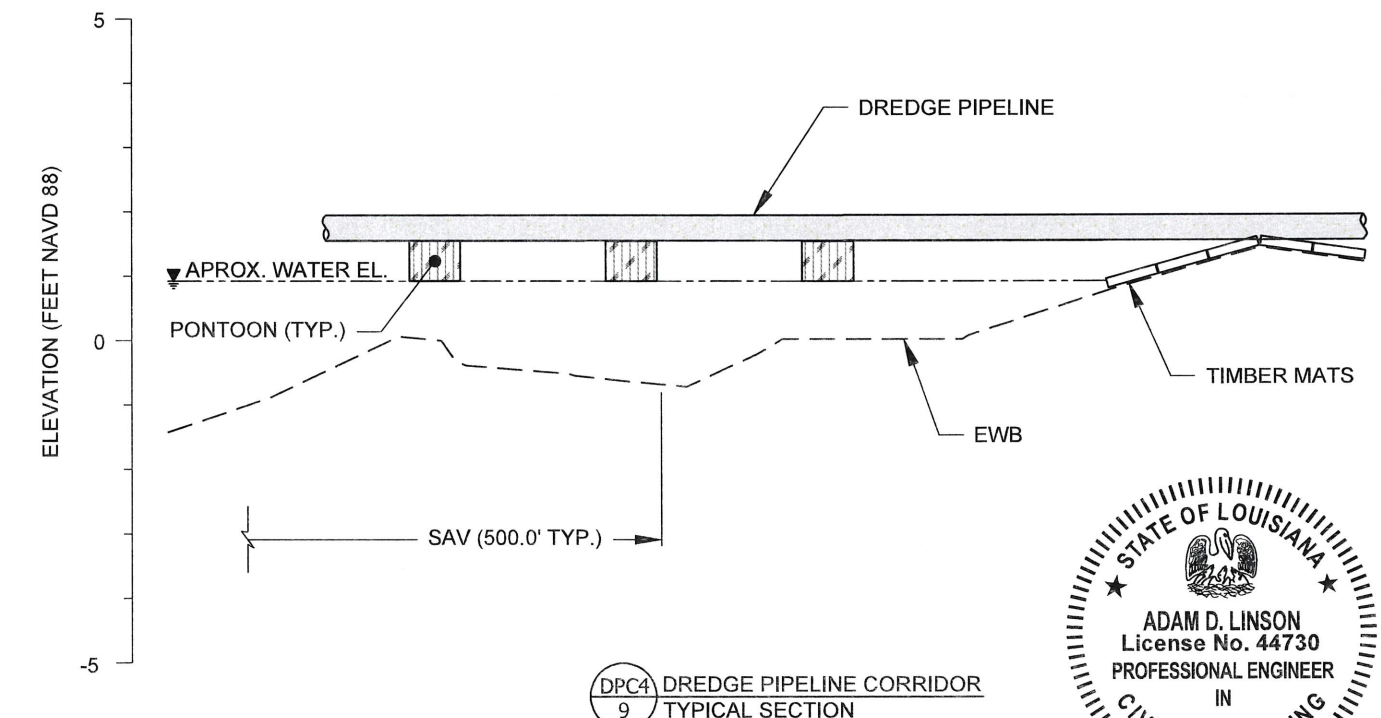 5
DREDGE PIPELINE
ELEVATION (FEET NAVD 88)
APROX. WATER EL.
PONTOON (TYP.)
0
TIMBER MATS
EWB
SAV (500.0' TYP.)
-5
DPC4
9
DREDGE PIPELINE CORRIDOR
TYPICAL SECTION
STATE OF LOUISIANA
ADAM D. LINSON
License No. 44730
PROFESSIONAL ENGINEER
IN